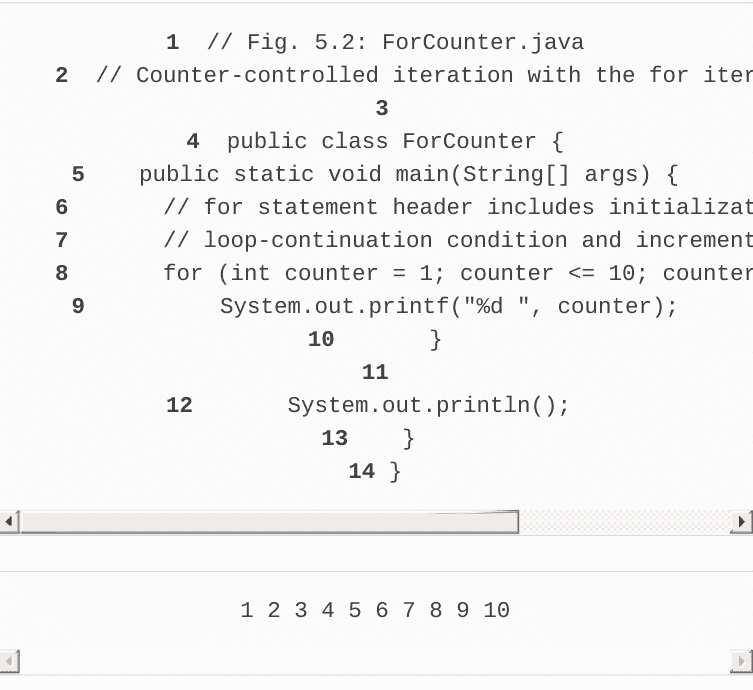 1 // Fig. 5.2: ForCounter.java
2 // Counter-controlled iteration with the for iter
3
4 public class ForCounter {
5 public static void main(String[] args) {
6 // for statement header includes initializat
7 // loop-continuation condition and increment
8 for (int counter = 1; counter <= 10; counter
9 System.out.printf("%d ", counter);
10 }
11
12 System.out.println();
13 }
14 }
1 2 3 4 5 6 7 8 9 10